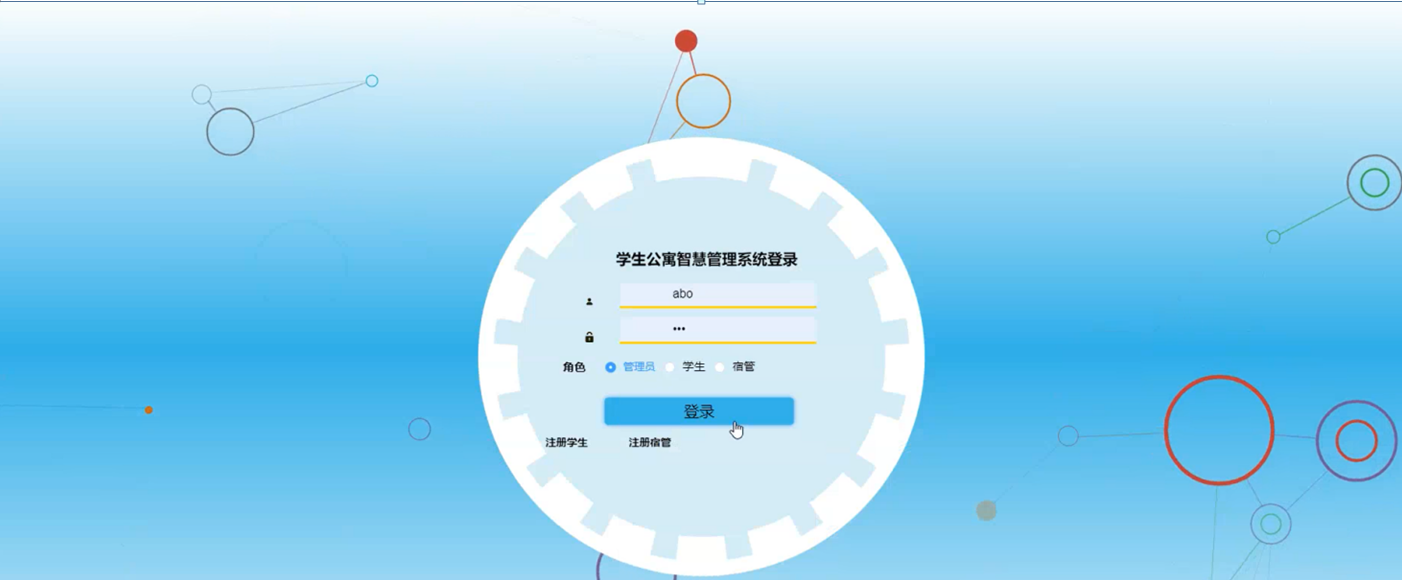 学生公寓智慧管理系统登录
abo
•••
角色 管理员 学生 宿管
登录
注册学生 注册宿管